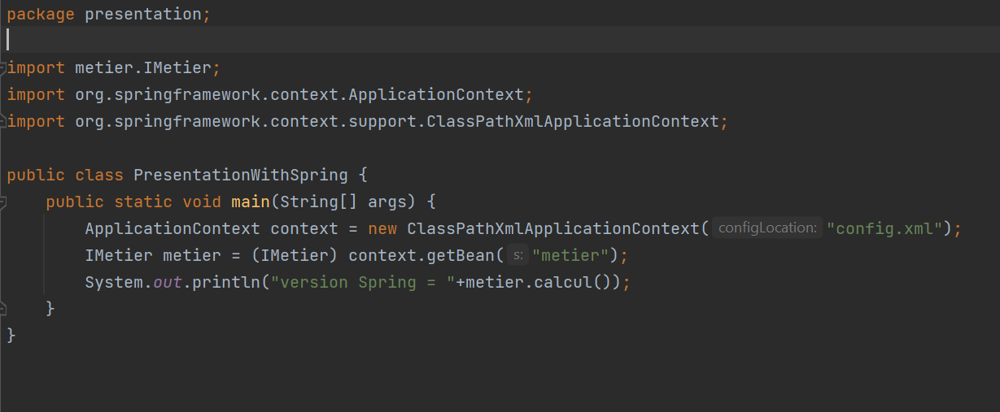 package presentation;
import metier.IMetier;
import org.springframework.context.ApplicationContext;
import org.springframework.context.support.ClassPathXmlApplicationContext;
public class PresentationWithSpring {
public static void main(String[] args) {
ApplicationContext context = new ClassPathXmlApplicationContext( configLocation: "config.xml");
IMetier metier = (IMetier) context.getBean( s: "metier");
System.out.println("version Spring = "+metier.calcul());
}
}